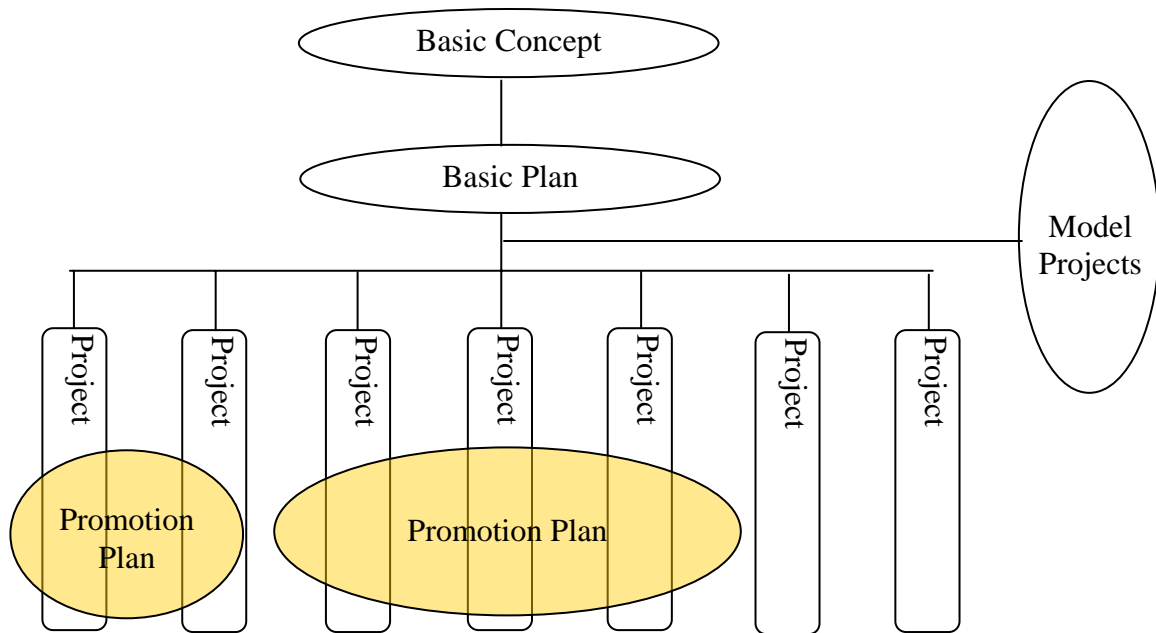 Basic Concept
Basic Plan
Model
Projects
Project
Project
Project
Project
Project
Project
Project
Promotion
Plan
Promotion Plan